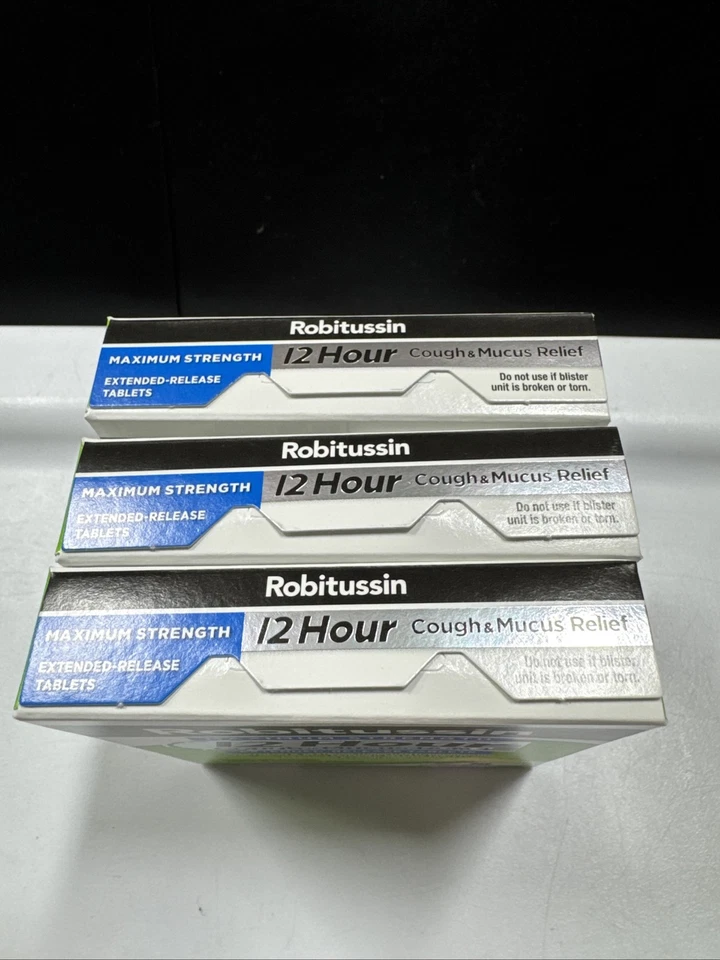 Robitussin
MAXIMUM STRENGTH 12 Hour Cough & Mucus Relief
EXTENDED-RELEASE
TABLETS
Do not use if blister
unit is broken or torn.
Robitussin
MAXIMUM STRENGTH 12 Hour Cough & Mucus Relief
EXTENDED-RELEASE
TABLETS
Do not use if blister
unit is broken or torn.
Robitussin
MAXIMUM STRENGTH 12 Hour Cough & Mucus Relief
EXTENDED-RELEASE
TABLETS
Do not use if blister
unit is broken or torn.
Robitussin
12 Hour